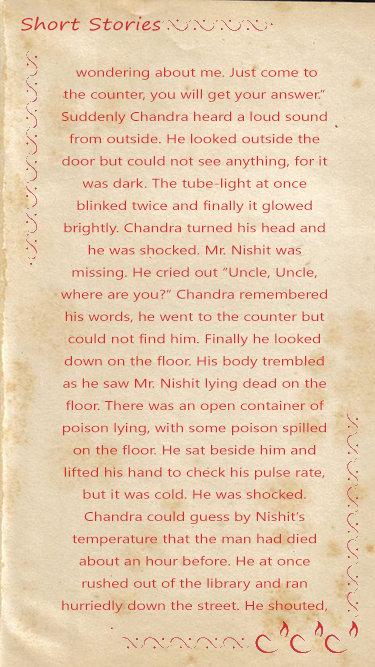 Short Stories
wondering about me. Just come to
the counter, you will get your answer.”
Suddenly Chandra heard a loud sound
from outside. He looked outside the
door but could not see anything, for it
was dark. The tube-light at once
blinked twice and finally it glowed
brightly. Chandra turned his head and
he was shocked. Mr. Nishit was
missing. He cried out “Uncle, Uncle,
where are you?” Chandra remembered
his words, he went to the counter but
could not find him. Finally he looked
down on the floor. His body trembled
as he saw Mr. Nishit lying dead on the
floor. There was an open container of
poison lying, with some poison spilled
on the floor. He sat beside him and
lifted his hand to check his pulse rate,
but it was cold. He was shocked.
Chandra could guess by Nishit’s
temperature that the man had died
about an hour before. He at once
rushed out of the library and ran
hurriedly down the street. He shouted,